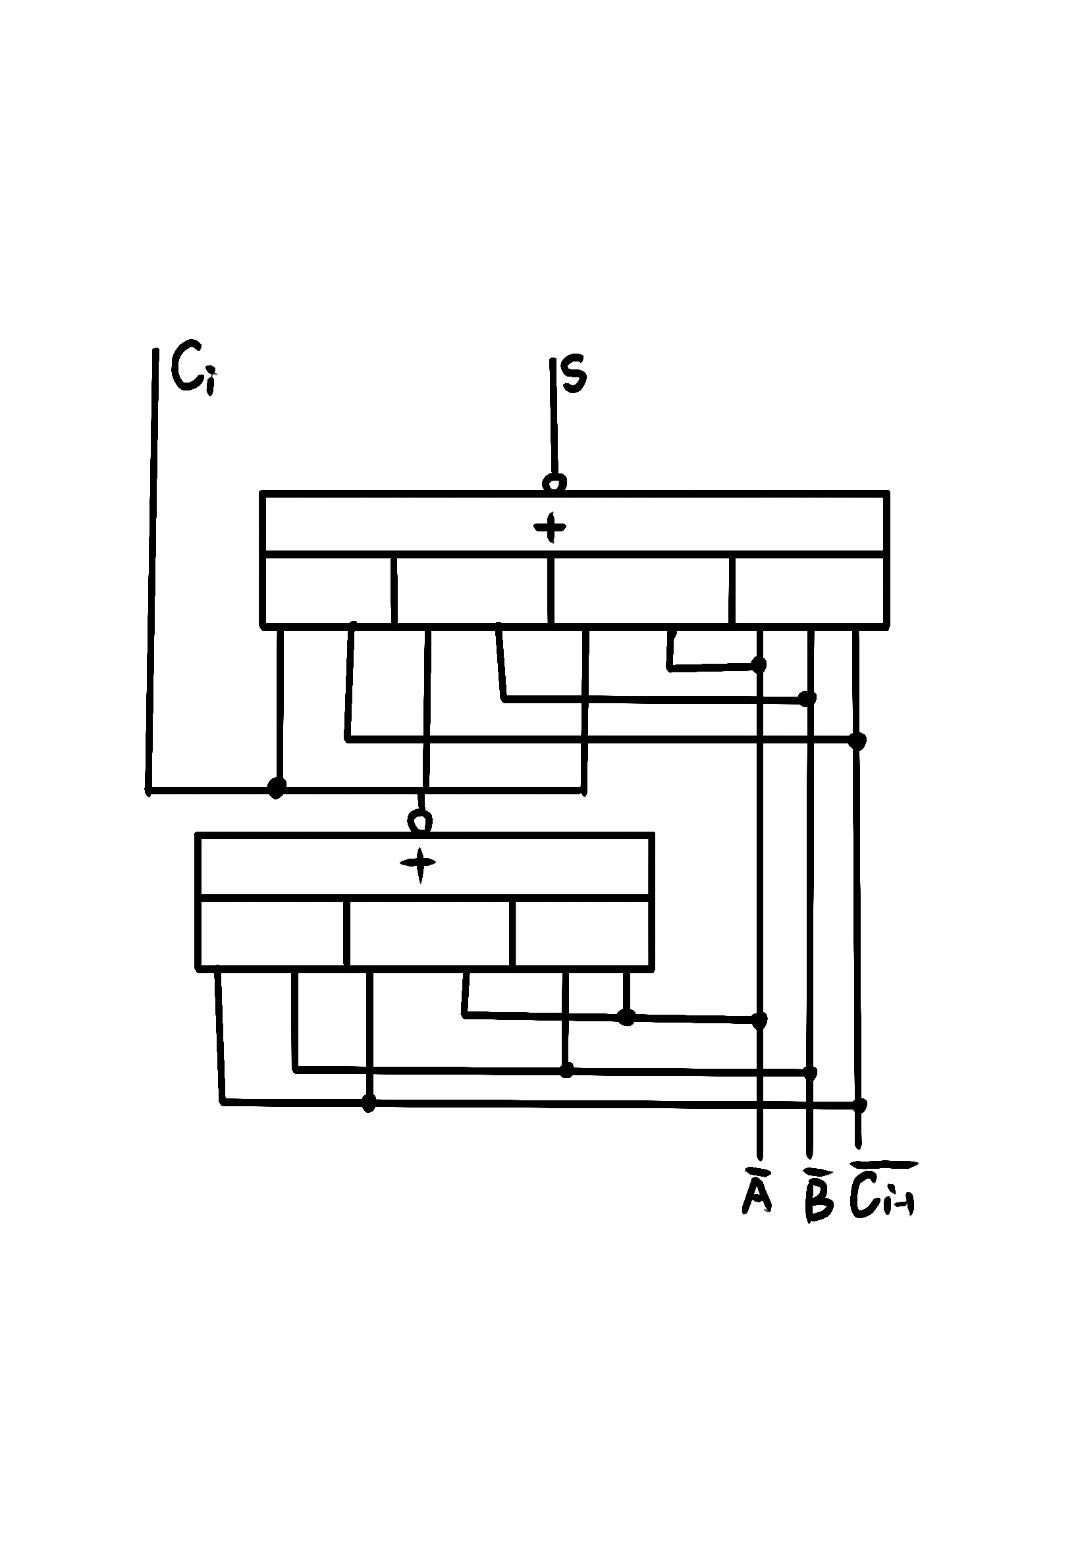 Cᵢ
S
+
+
A̅ B̅ C̅ᵢ₋₁